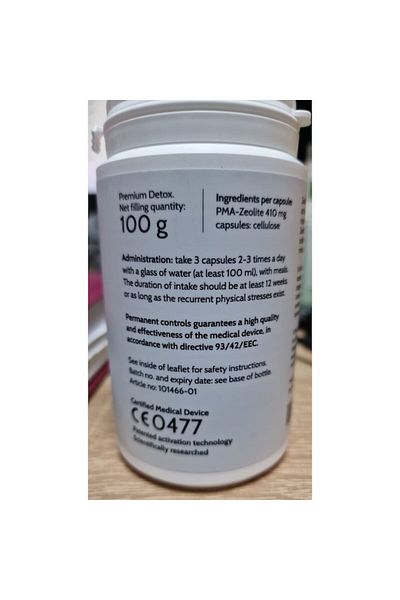 Premium Detox.
Net filling quantity:
100 g
Ingredients per capsule:
PMA-Zeolite 410 mg
capsules: cellulose
Administration: take 3 capsules 2-3 times a day
with a glass of water (at least 100 ml), with meals.
The duration of intake should be at least 12 weeks,
or as long as the recurrent physical stresses exist.
Permanent controls guarantees a high quality
and effectiveness of the medical device, in
accordance with directive 93/42/EEC.
See inside of leaflet for safety instructions.
Batch no. and expiry date: see base of bottle.
Article no: 101466-01
Certified Medical Device
CE0477
Patented activation technology
Scientifically researched